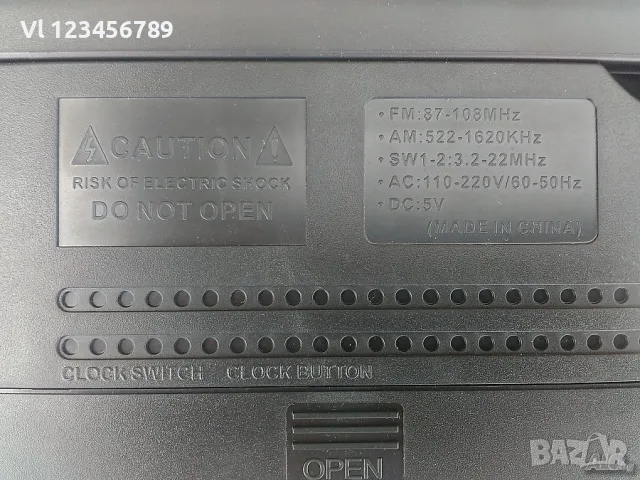 Vl 123456789
CAUTION
RISK OF ELECTRIC SHOCK
DO NOT OPEN
• FM:87-108MHz
• AM:522-1620KHz
• SW1-2:3.2-22MHz
• AC:110-220V/60-50Hz
• DC:5V
(MADE IN CHINA)
CLOCK SWITCH CLOCK BUTTON
OPEN
BAZAR